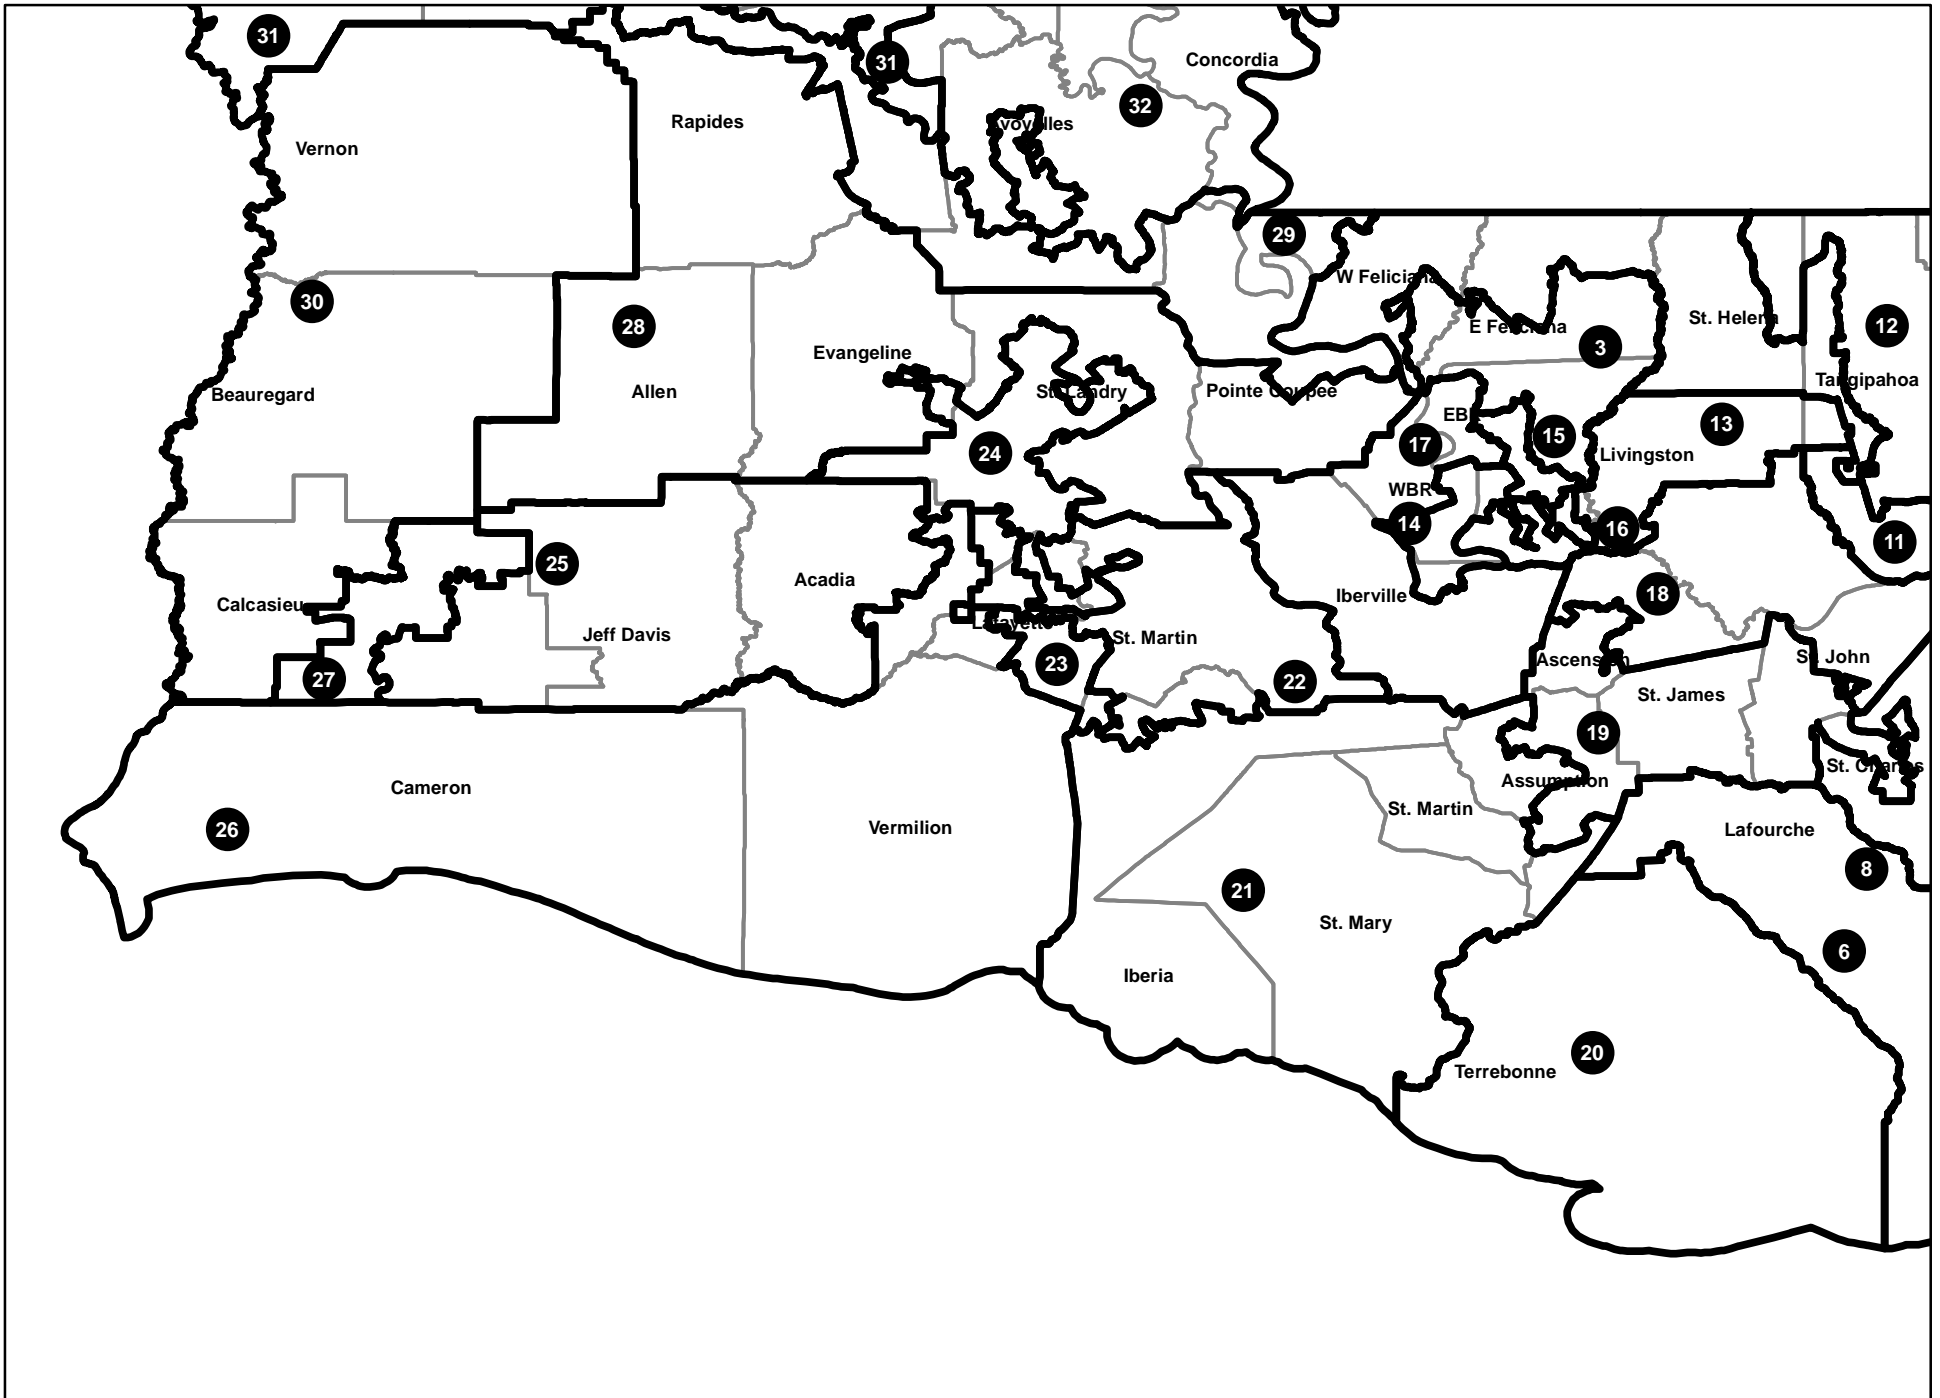 31
31
Concordia
32
Rapides
Avoyelles
Vernon
29
W Feliciana
30
St. Helena
28
E Feliciana
12
3
Evangeline
Tangipahoa
Beauregard
Allen
St. Landry
Pointe Coupee
EBR
13
15
17
24
Livingston
WBR
14
16
11
25
Acadia
18
Iberville
Calcasieu
Lafayette
Jeff Davis
St. Martin
St. John
Ascension
23
27
22
St. James
19
St. Charles
Assumption
Cameron
St. Martin
26
Vermilion
Lafourche
8
21
St. Mary
6
Iberia
20
Terrebonne